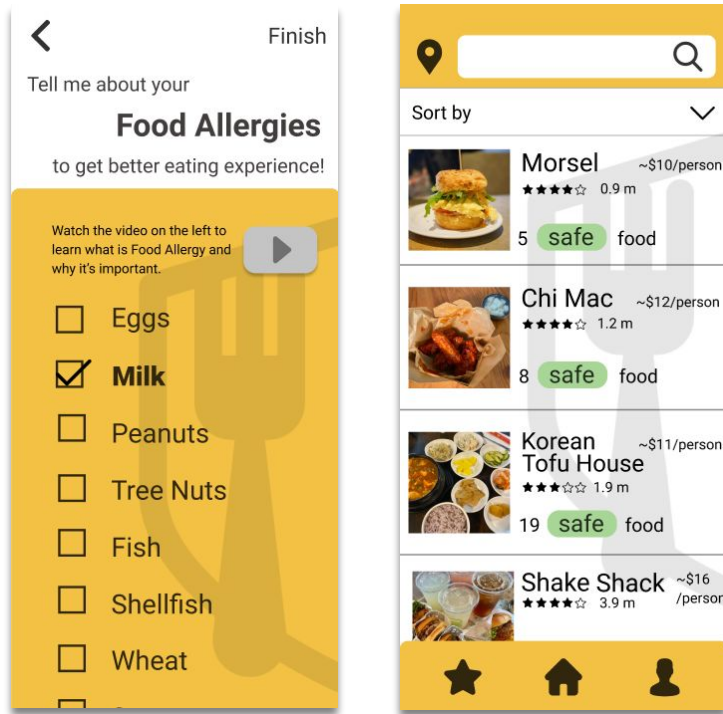 Finish
Tell me about your
Food Allergies
to get better eating experience!
Watch the video on the left to
learn what is Food Allergy and
why it's important.
Eggs
Milk
Peanuts
Tree Nuts
Fish
Shellfish
Wheat
Sort by
Morsel ~$10/person
0.9 m
5 safe food
Chi Mac ~$12/person
1.2 m
8 safe food
Korean ~$11/person
Tofu House
1.9 m
19 safe food
Shake Shack ~$16
3.9 m /person